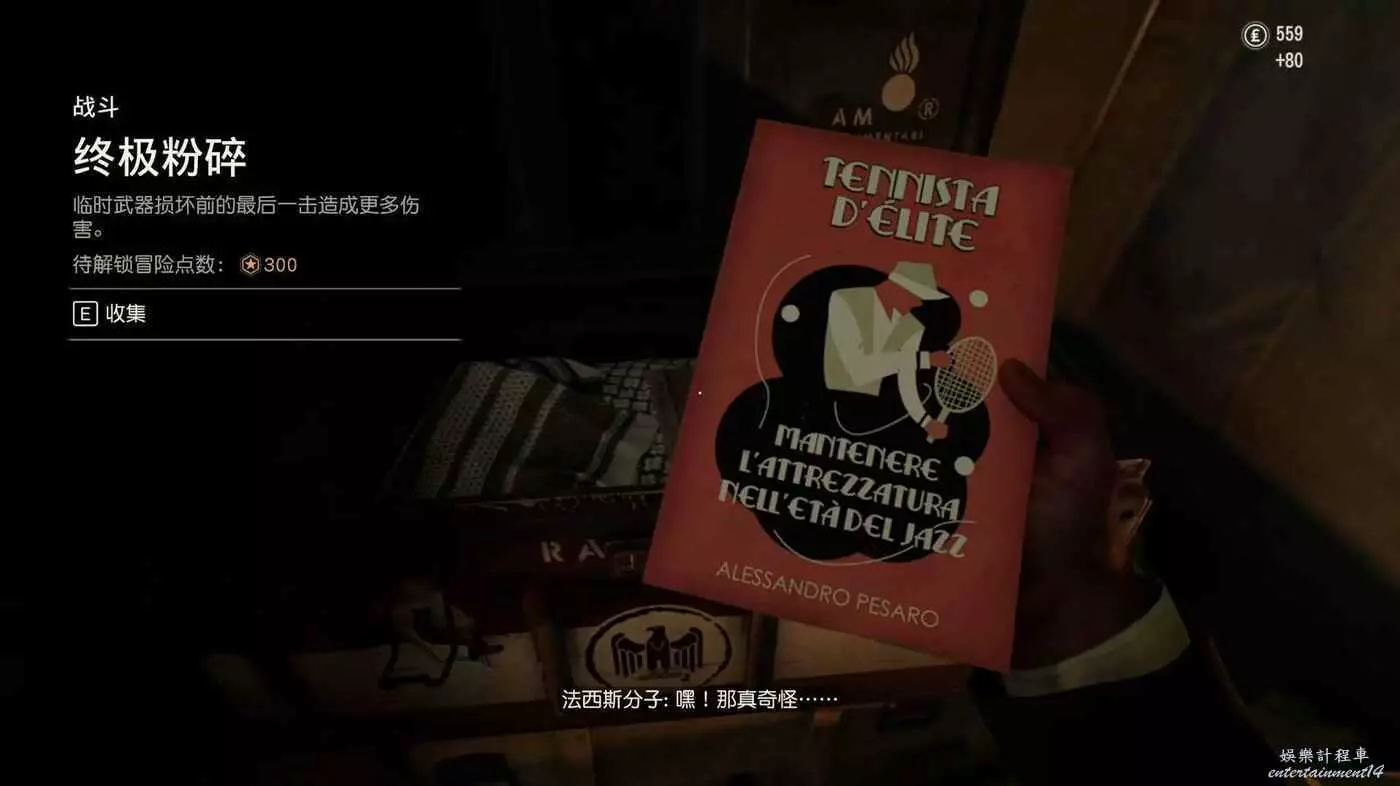 559
+80
战斗
终极粉碎
临时武器损坏前的最后一击造成更多伤
害。
待解锁冒险点数: 300
E 收集
AM
®
TENNISTA
D'ÉLITE
MANTENERE
L'ATTREZZATURA
NELL'ETÀ DEL JAZZ
ALESSANDRO PESARO
RA
法西斯分子: 嘿！那真奇怪……
娛樂計程車
entertainment14